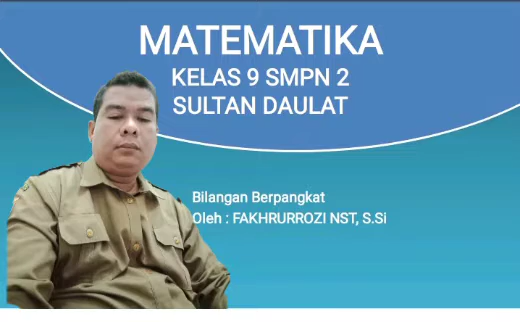 MATEMATIKA
KELAS 9 SMPN 2
SULTAN DAULAT
Bilangan Berpangkat
Oleh : FAKHRURROZI NST, S.Si